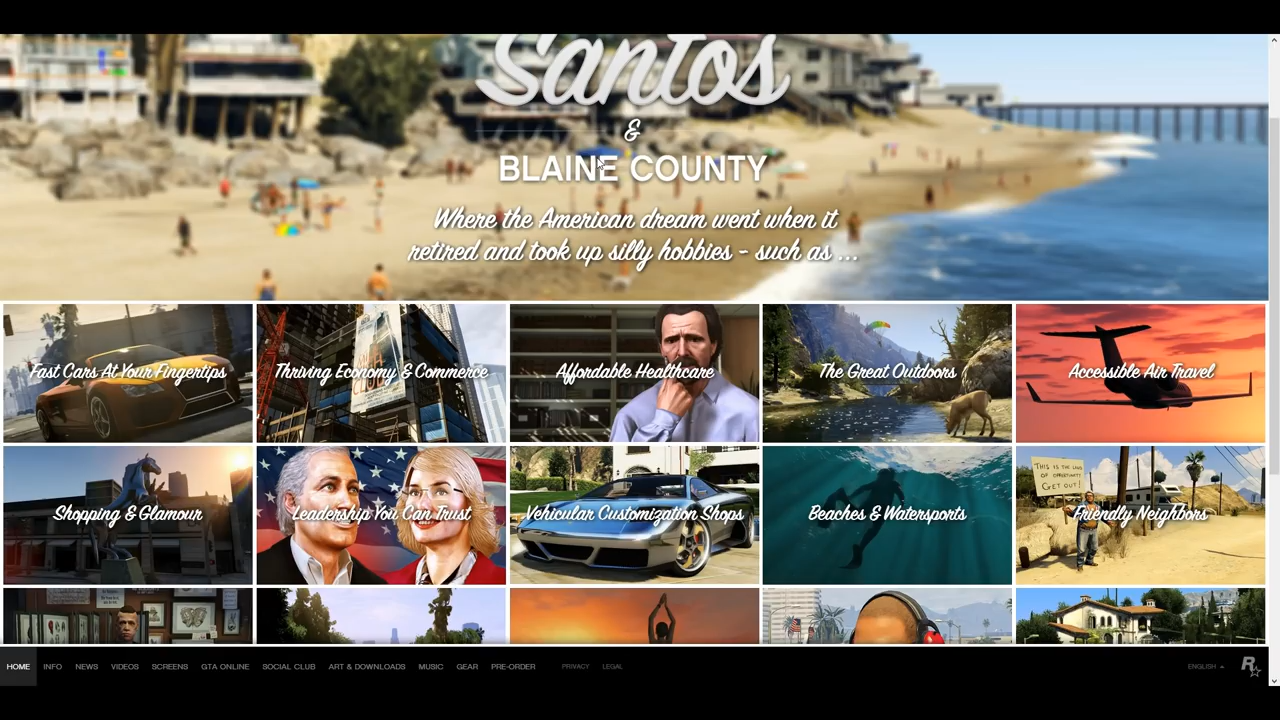 Santos
&
BLAINE COUNTY
Where the American dream went when it
retired and took up silly hobbies - such as ...
Fast Cars At Your Fingertips
Thriving Economy & Commerce
Affordable Healthcare
The Great Outdoors
Accessible Air Travel
Shopping & Glamour
Leadership You Can Trust
Vehicular Customization Shops
Beaches & Watersports
THIS IS THE LAND
OF OPPORTUNITY
GET OUT!
Friendly Neighbors
HOME INFO NEWS VIDEOS SCREENS GTA ONLINE SOCIAL CLUB ART & DOWNLOADS MUSIC GEAR PRE-ORDER PRIVACY LEGAL ENGLISH R